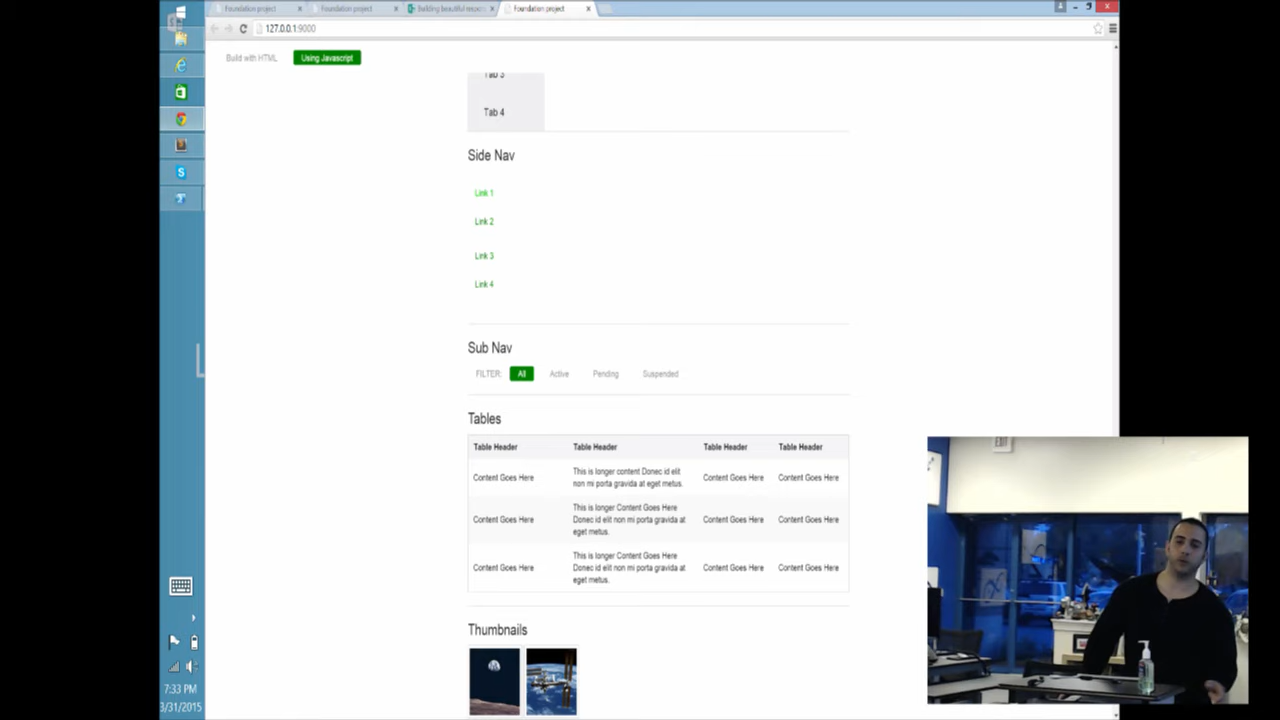 Foundation project
Foundation project
Building beautiful respon
Foundation project
127.0.0.1:9000
Build with HTML
Using Javascript
Tab 3
Tab 4
Side Nav
Link 1
Link 2
Link 3
Link 4
Sub Nav
FILTER: All Active Pending Suspended
Tables
Table Header Table Header Table Header Table Header
Content Goes Here This is longer content Donec id elit non mi porta gravida at eget metus. Content Goes Here Content Goes Here
Content Goes Here This is longer Content Goes Here Donec id elit non mi porta gravida at eget metus. Content Goes Here Content Goes Here
Content Goes Here This is longer Content Goes Here Donec id elit non mi porta gravida at eget metus. Content Goes Here Content Goes Here
Thumbnails
7:33 PM
3/31/2015